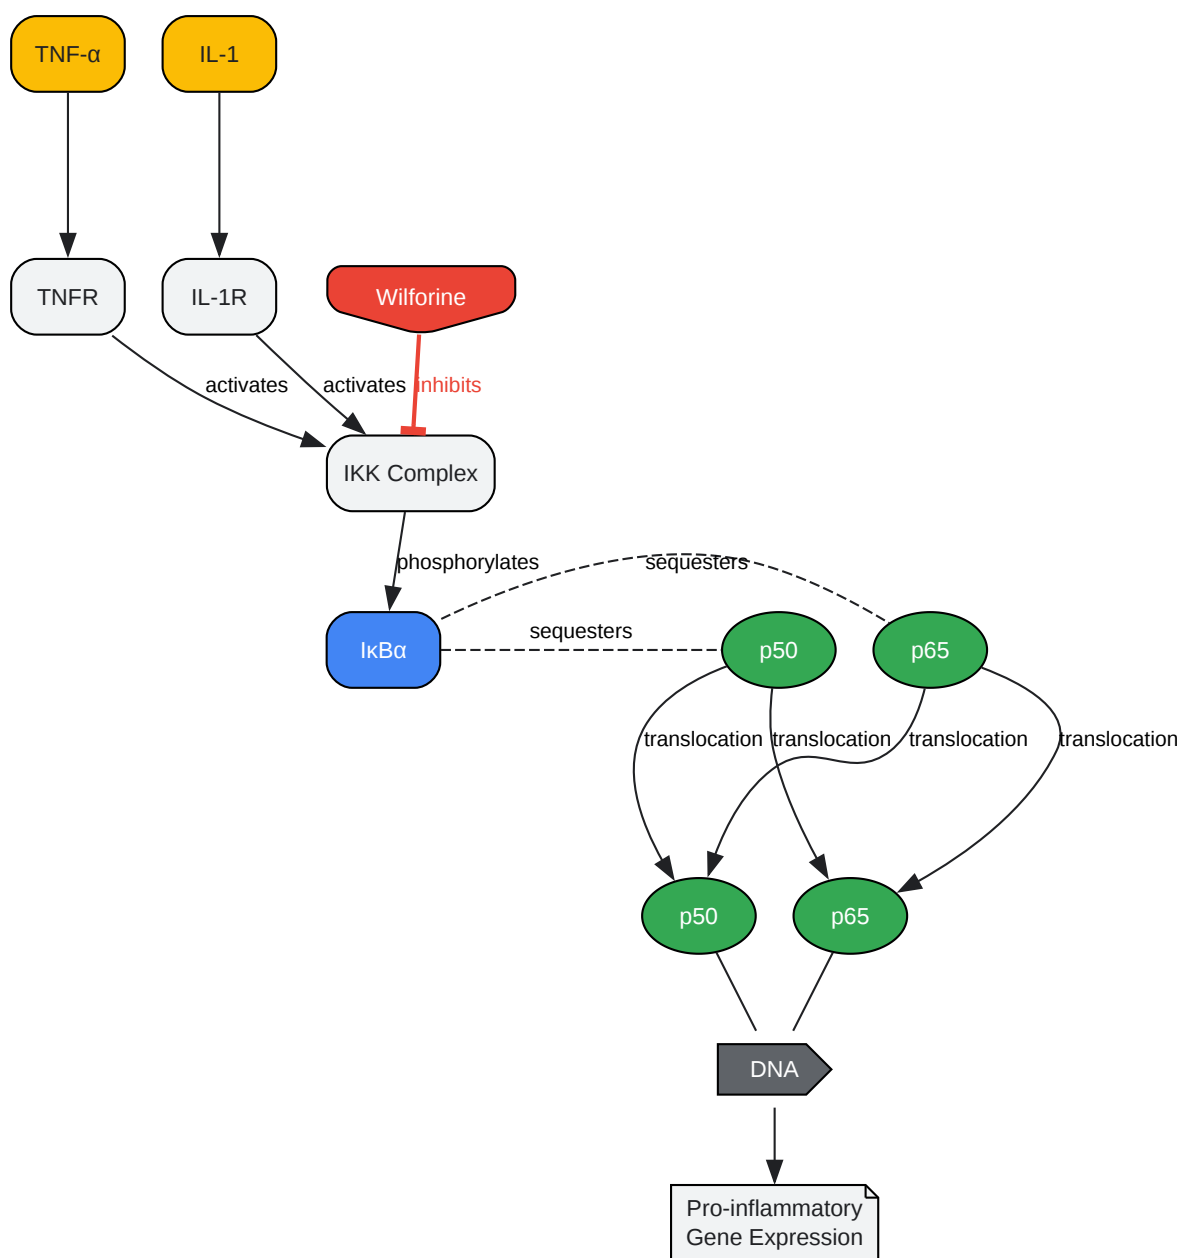 TNF-α
IL-1
TNFR
IL-1R
Wilforine
activates
activates
inhibits
IKK Complex
phosphorylates
sequesters
sequesters
IκBα
p50
p65
translocation
translocation
translocation
translocation
p50
p65
DNA
Pro-inflammatory
Gene Expression